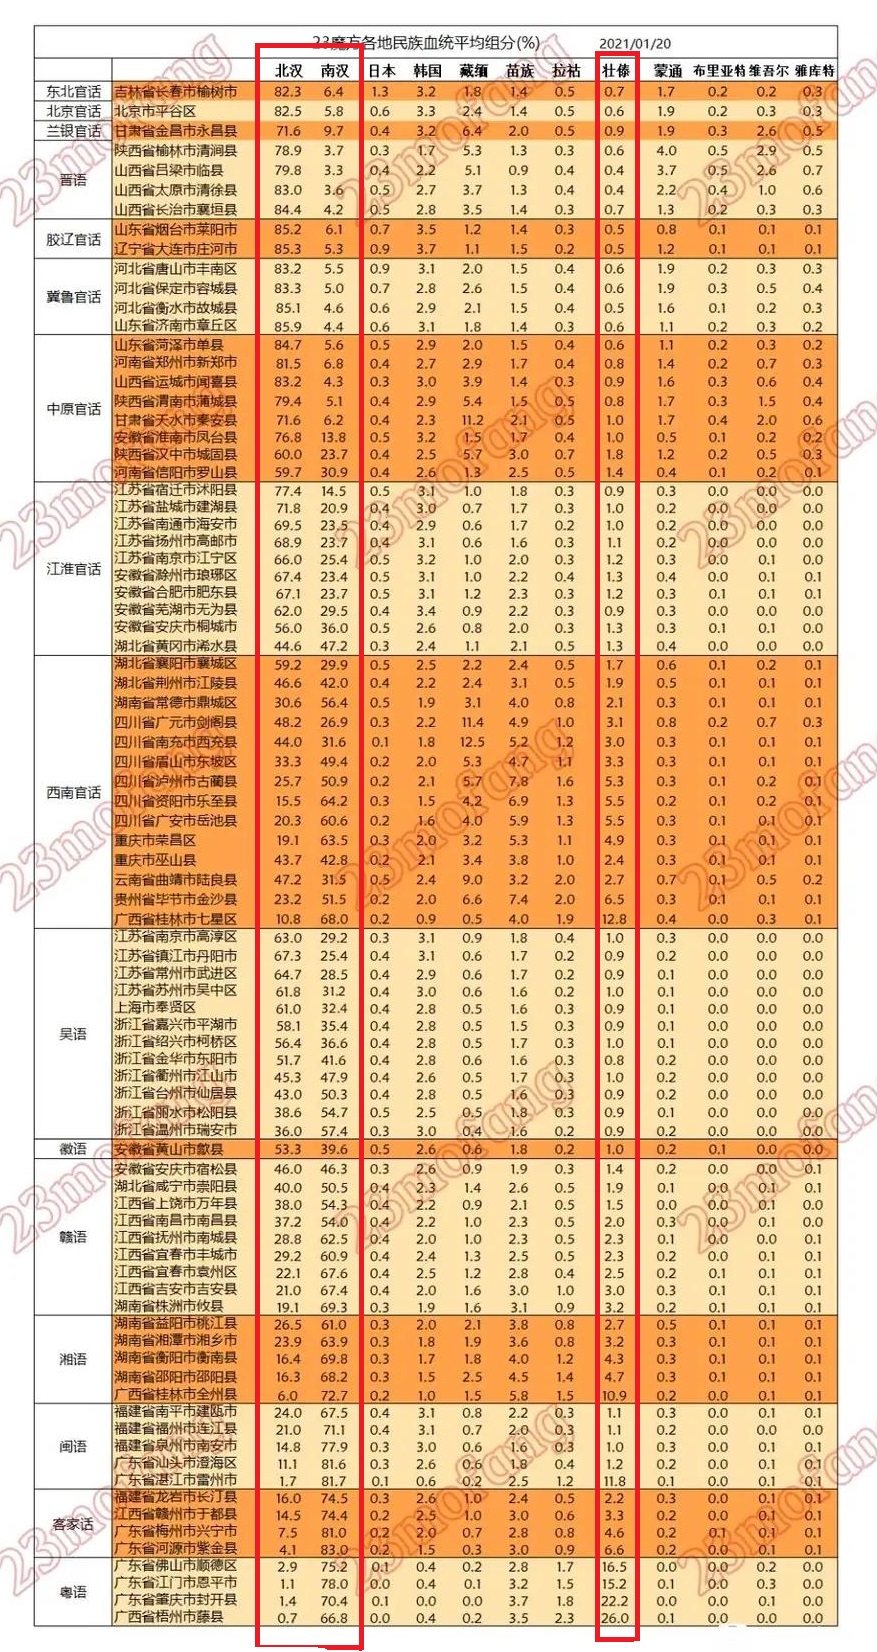 23魔方各地民族血统平均组分(%) 2021/01/20
北汉 南汉 日本 韩国 藏缅 苗族 拉祜 壮傣 蒙通 布里亚特 维吾尔 雅库特
东北官话 吉林省长春市榆树市 82.3 6.4 1.3 3.2 1.8 1.4 0.5 0.7 1.7 0.2 0.2 0.3
北京官话 北京市平谷区 82.5 5.8 0.6 3.3 2.4 1.4 0.5 0.6 1.9 0.2 0.3 0.3
兰银官话 甘肃省金昌市永昌县 71.6 9.7 0.4 3.2 6.4 2.0 0.5 0.9 1.9 0.3 2.6 0.5
晋语
陕西省榆林市清涧县 78.9 3.7 0.3 1.7 5.3 1.3 0.3 0.6 4.0 0.5 2.9 0.5
山西省吕梁市临县 79.8 3.3 0.4 2.2 5.1 0.9 0.4 0.4 3.7 0.5 2.6 0.7
山西省太原市清徐县 83.0 3.6 0.5 2.7 3.7 1.3 0.4 0.4 2.2 0.4 1.0 0.6
山西省长治市襄垣县 84.4 4.2 0.5 2.8 3.5 1.4 0.3 0.7 1.3 0.2 0.3 0.3
胶辽官话
山东省烟台市莱阳市 85.2 6.1 0.7 3.5 1.2 1.4 0.3 0.5 0.8 0.1 0.1 0.1
辽宁省大连市庄河市 85.3 5.3 0.9 3.7 1.1 1.5 0.2 0.5 1.2 0.1 0.1 0.1
冀鲁官话
河北省唐山市丰南区 83.2 5.5 0.9 3.1 2.0 1.5 0.4 0.6 1.9 0.2 0.3 0.3
河北省保定市容城县 83.3 5.0 0.7 2.8 2.6 1.5 0.4 0.6 1.9 0.3 0.5 0.4
河北省衡水市故城县 85.1 4.6 0.6 2.9 2.1 1.5 0.4 0.5 1.6 0.1 0.2 0.3
山东省济南市章丘区 85.9 4.4 0.6 3.1 1.8 1.4 0.3 0.6 1.1 0.2 0.3 0.2
中原官话
山东省菏泽市单县 84.7 5.6 0.5 2.9 2.0 1.5 0.4 0.6 1.1 0.2 0.3 0.2
河南省郑州市新郑市 81.5 6.8 0.4 2.7 2.9 1.7 0.4 0.8 1.4 0.2 0.7 0.3
山西省运城市闻喜县 83.2 4.3 0.3 3.0 3.9 1.4 0.3 0.9 1.6 0.3 0.6 0.4
陕西省渭南市蒲城县 79.4 5.1 0.4 2.9 5.4 1.5 0.5 0.8 1.7 0.3 1.5 0.4
甘肃省天水市秦安县 71.6 6.2 0.4 2.3 11.2 2.1 0.5 1.0 1.7 0.4 2.0 0.6
安徽省淮南市凤台县 76.8 13.8 0.5 3.2 1.5 1.7 0.4 1.0 0.5 0.1 0.2 0.2
陕西省汉中市城固县 60.0 23.7 0.4 2.5 5.7 3.0 0.7 1.8 1.2 0.2 0.5 0.3
河南省信阳市罗山县 59.7 30.9 0.4 2.6 1.3 2.5 0.5 1.4 0.4 0.1 0.2 0.1
江淮官话
江苏省宿迁市沭阳县 77.4 14.5 0.5 3.1 1.0 1.8 0.3 0.9 0.3 0.0 0.0 0.0
江苏省盐城市建湖县 71.8 20.9 0.4 3.0 0.7 1.7 0.3 1.0 0.2 0.0 0.0 0.0
江苏省南通市海安市 69.5 23.5 0.4 2.9 0.6 1.7 0.2 1.0 0.2 0.0 0.0 0.0
江苏省扬州市高邮市 68.9 23.7 0.4 3.1 0.6 1.6 0.3 1.1 0.2 0.0 0.0 0.0
江苏省南京市江宁区 66.0 25.4 0.5 3.2 1.0 2.0 0.3 1.2 0.3 0.0 0.1 0.0
安徽省滁州市琅琊区 67.4 23.4 0.5 3.1 1.0 2.2 0.4 1.3 0.4 0.0 0.1 0.1
安徽省合肥市肥东县 67.1 23.7 0.5 3.1 1.2 2.3 0.3 1.2 0.3 0.1 0.1 0.1
安徽省芜湖市无为县 62.0 29.5 0.4 3.4 0.9 2.2 0.3 0.9 0.3 0.0 0.0 0.0
安徽省安庆市桐城市 56.0 36.0 0.5 2.6 0.8 2.0 0.3 1.3 0.3 0.1 0.1 0.0
湖北省黄冈市浠水县 44.6 47.2 0.3 2.4 1.1 2.1 0.5 1.3 0.4 0.0 0.0 0.1
西南官话
湖北省襄阳市襄城区 59.2 29.9 0.5 2.5 2.2 2.4 0.5 1.7 0.6 0.1 0.2 0.1
湖北省荆州市江陵县 46.6 42.0 0.4 2.2 2.4 3.1 0.5 1.9 0.5 0.1 0.1 0.1
湖南省常德市鼎城区 30.6 56.4 0.5 1.9 3.1 4.0 0.8 2.1 0.3 0.1 0.1 0.1
四川省广元市剑阁县 48.2 26.9 0.3 2.2 11.4 4.9 1.0 3.1 0.8 0.2 0.7 0.3
四川省南充市西充县 44.0 31.6 0.1 1.8 12.5 5.2 1.2 3.0 0.3 0.1 0.1 0.1
四川省眉山市东坡区 33.3 49.4 0.2 2.0 5.3 4.7 1.1 3.3 0.3 0.1 0.1 0.1
四川省泸州市古蔺县 25.7 50.9 0.2 2.1 5.7 7.8 1.6 5.3 0.3 0.1 0.2 0.1
四川省资阳市乐至县 15.5 64.2 0.3 1.5 4.2 6.9 1.3 5.5 0.2 0.1 0.2 0.1
四川省广安市岳池县 20.3 60.6 0.2 1.6 4.0 5.9 1.3 5.5 0.3 0.1 0.1 0.1
重庆市荣昌区 19.1 63.5 0.3 2.0 3.2 5.3 1.1 4.9 0.3 0.1 0.1 0.1
重庆市巫山县 43.7 42.8 0.2 2.1 3.4 3.8 1.0 2.4 0.3 0.1 0.1 0.1
云南省曲靖市陆良县 47.2 31.5 0.5 2.4 9.0 3.2 2.0 2.7 0.7 0.1 0.5 0.2
贵州省毕节市金沙县 23.2 51.5 0.2 2.0 6.6 7.4 2.0 6.5 0.3 0.1 0.1 0.1
广西省桂林市七星区 10.8 68.0 0.2 0.9 0.5 4.0 1.9 12.8 0.4 0.0 0.3 0.1
吴语
江苏省南京市高淳区 63.0 29.2 0.3 3.1 0.9 1.8 0.4 1.0 0.3 0.0 0.0 0.0
江苏省镇江市丹阳市 67.3 25.4 0.4 3.1 0.6 1.7 0.2 0.9 0.2 0.0 0.0 0.0
江苏省常州市武进区 64.7 28.5 0.4 2.9 0.6 1.7 0.2 0.9 0.1 0.0 0.0 0.0
江苏省苏州市吴中区 61.8 31.2 0.4 3.0 0.6 1.6 0.2 1.0 0.1 0.0 0.0 0.0
上海市奉贤区 61.0 32.4 0.4 2.8 0.5 1.6 0.3 0.9 0.1 0.0 0.0 0.0
浙江省嘉兴市平湖市 58.1 35.4 0.4 2.8 0.5 1.5 0.3 0.9 0.1 0.0 0.0 0.0
浙江省绍兴市柯桥区 56.4 36.6 0.4 2.8 0.5 1.7 0.3 1.0 0.1 0.0 0.0 0.0
浙江省金华市东阳市 51.7 41.6 0.4 2.8 0.6 1.6 0.3 0.8 0.2 0.0 0.0 0.0
浙江省衢州市江山市 45.3 47.9 0.4 2.6 0.5 1.7 0.3 1.0 0.2 0.0 0.0 0.0
浙江省台州市仙居县 43.0 50.3 0.4 2.8 0.5 1.6 0.3 0.9 0.2 0.0 0.0 0.0
浙江省丽水市松阳县 38.6 54.7 0.5 2.5 0.5 1.8 0.3 0.9 0.1 0.0 0.0 0.0
浙江省温州市瑞安市 36.0 57.4 0.3 3.0 0.4 1.6 0.2 0.9 0.2 0.0 0.0 0.0
徽语 安徽省黄山市歙县 53.3 39.6 0.5 2.6 0.6 1.8 0.2 1.0 0.2 0.1 0.0 0.0
赣语
安徽省安庆市宿松县 46.0 46.3 0.3 2.6 0.9 1.9 0.3 1.4 0.2 0.0 0.0 0.1
湖北省咸宁市崇阳县 40.0 50.5 0.4 2.3 1.4 2.6 0.5 1.9 0.1 0.0 0.1 0.1
江西省上饶市万年县 38.0 54.3 0.4 2.2 0.9 2.1 0.5 1.5 0.0 0.0 0.1 0.0
江西省南昌市南昌县 37.2 54.0 0.4 2.2 1.0 2.3 0.5 2.0 0.3 0.0 0.1 0.1
江西省抚州市南城县 28.8 62.5 0.4 2.0 1.0 2.3 0.5 2.3 0.1 0.0 0.0 0.1
江西省宜春市丰城市 29.2 60.9 0.4 2.4 1.3 2.5 0.5 2.3 0.2 0.0 0.1 0.1
江西省宜春市袁州区 22.1 67.6 0.4 2.5 1.2 2.8 0.4 2.5 0.2 0.1 0.1 0.1
江西省吉安市吉安县 21.0 67.4 0.4 2.0 1.6 3.0 1.0 3.0 0.2 0.1 0.1 0.1
湖南省株洲市攸县 19.1 69.3 0.3 1.9 1.6 3.1 0.9 3.2 0.2 0.1 0.1 0.1
湘语
湖南省益阳市桃江县 26.5 61.0 0.3 2.0 2.1 3.8 0.8 2.7 0.5 0.1 0.1 0.1
湖南省湘潭市湘乡市 23.9 63.9 0.3 1.8 1.9 3.6 0.8 3.2 0.3 0.1 0.1 0.1
湖南省衡阳市衡南县 16.4 69.8 0.3 1.7 1.8 4.0 1.2 4.3 0.3 0.1 0.1 0.1
湖南省邵阳市邵阳县 16.3 68.2 0.3 1.5 2.5 4.5 1.4 4.7 0.3 0.1 0.1 0.1
广西省桂林市全州县 6.0 72.7 0.2 1.0 1.5 5.8 1.5 10.9 0.2 0.0 0.1 0.1
闽语
福建省南平市建瓯市 24.0 67.5 0.4 3.1 0.8 2.2 0.3 1.1 0.3 0.0 0.1 0.1
福建省福州市连江县 21.0 71.1 0.4 3.1 0.7 2.0 0.3 1.1 0.2 0.0 0.0 0.0
福建省泉州市南安市 14.8 77.9 0.3 3.0 0.6 1.6 0.3 1.0 0.3 0.0 0.1 0.1
广东省汕头市澄海区 11.1 81.6 0.3 2.6 0.6 1.8 0.4 1.2 0.2 0.0 0.1 0.1
广东省湛江市雷州市 1.7 81.7 0.1 0.6 0.2 2.5 1.2 11.8 0.1 0.0 0.1 0.1
客家话
福建省龙岩市长汀县 16.0 74.5 0.3 2.6 1.0 2.4 0.5 2.2 0.3 0.0 0.1 0.1
江西省赣州市于都县 14.5 74.4 0.2 2.5 1.0 3.0 0.6 3.3 0.2 0.0 0.1 0.1
广东省梅州市兴宁市 7.5 81.0 0.2 2.0 0.7 2.8 0.8 4.6 0.2 0.1 0.1 0.1
广东省河源市紫金县 4.1 83.0 0.2 1.5 0.3 3.0 0.9 6.6 0.2 0.0 0.1 0.1
粤语
广东省佛山市顺德区 2.9 75.2 0.1 0.4 0.2 2.8 1.7 16.5 0.0 0.0 0.2 0.0
广东省江门市恩平市 1.1 78.0 0.0 0.4 0.1 3.2 1.5 15.2 0.1 0.0 0.3 0.0
广东省肇庆市封开县 1.4 70.4 0.1 0.0 0.0 3.7 1.8 22.2 0.0 0.0 0.0 0.0
广西省梧州市藤县 0.7 66.8 0.0 0.4 0.2 3.5 2.3 26.0 0.1 0.0 0.0 0.0
23mofang